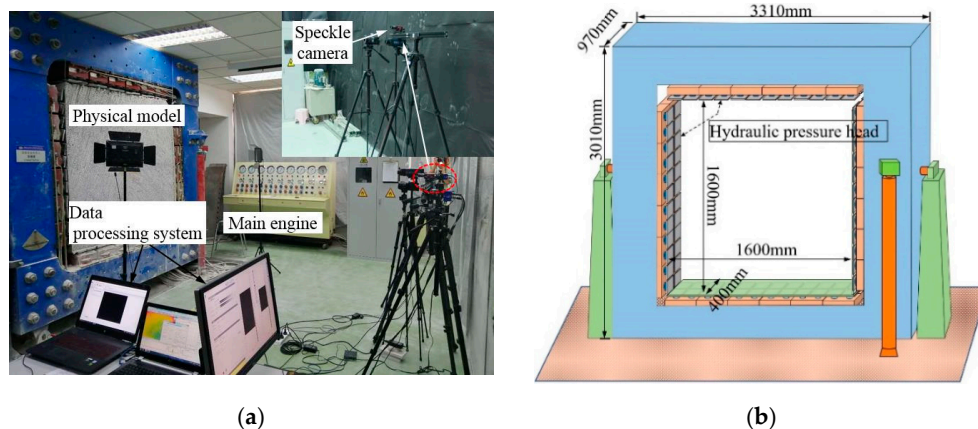 Speckle
camera
Physical model
Data
processing system
Main engine
(a)
3310mm
970mm
3010mm
Hydraulic pressure head
1600mm
1600mm
400mm
(b)